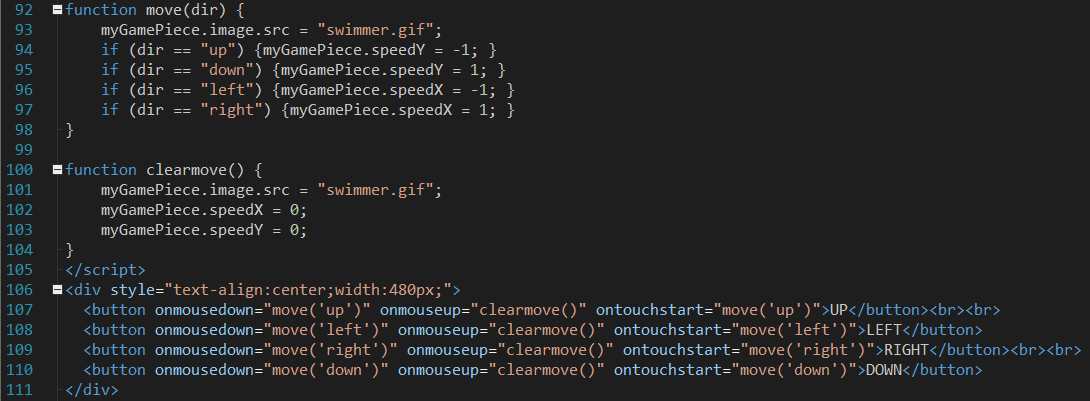 92 function move(dir) {
93 myGamePiece.image.src = "swimmer.gif";
94 if (dir == "up") {myGamePiece.speedY = -1; }
95 if (dir == "down") {myGamePiece.speedY = 1; }
96 if (dir == "left") {myGamePiece.speedX = -1; }
97 if (dir == "right") {myGamePiece.speedX = 1; }
98 }
99
100 function clearmove() {
101 myGamePiece.image.src = "swimmer.gif";
102 myGamePiece.speedX = 0;
103 myGamePiece.speedY = 0;
104 }
105 </script>
106 <div style="text-align:center;width:480px;">
107 <button onmousedown="move('up')" onmouseup="clearmove()" ontouchstart="move('up')">UP</button><br><br>
108 <button onmousedown="move('left')" onmouseup="clearmove()" ontouchstart="move('left')">LEFT</button>
109 <button onmousedown="move('right')" onmouseup="clearmove()" ontouchstart="move('right')">RIGHT</button><br><br>
110 <button onmousedown="move('down')" onmouseup="clearmove()" ontouchstart="move('down')">DOWN</button>
111 </div>